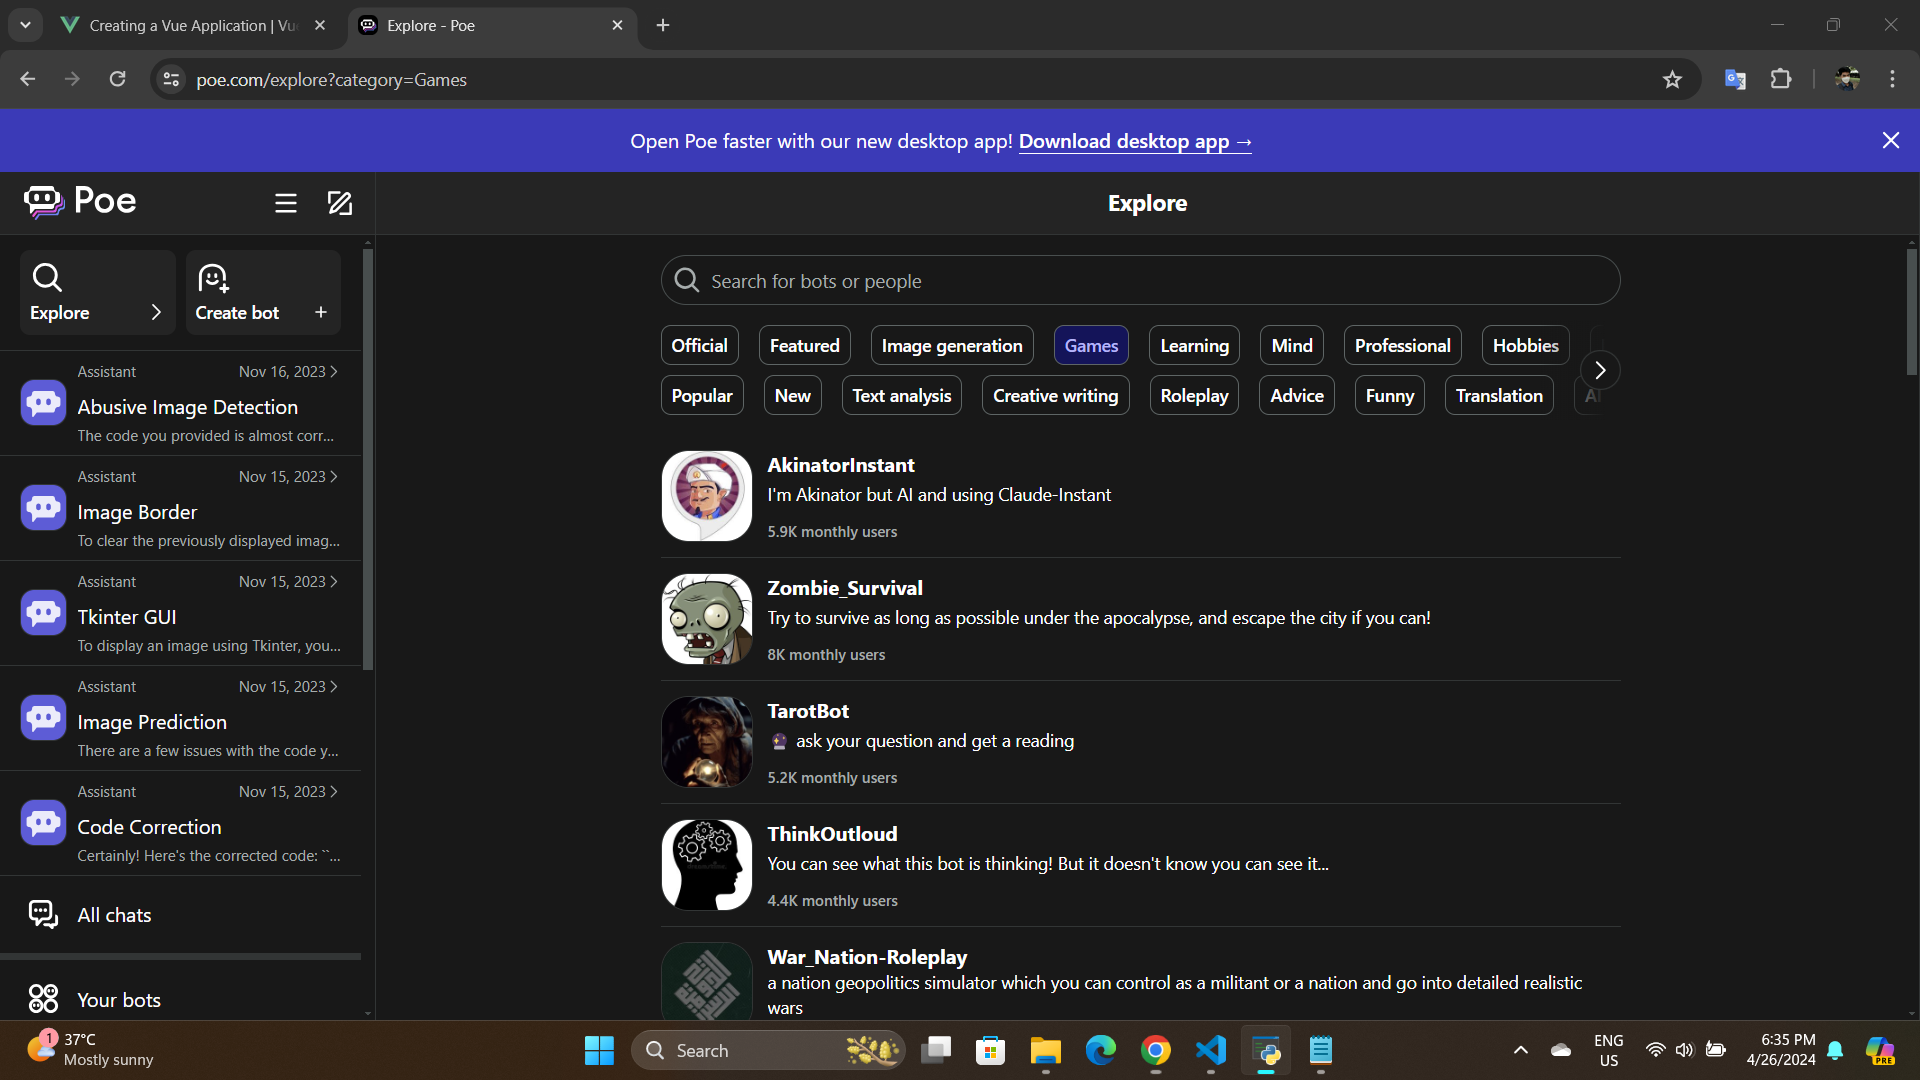 Creating a Vue Application | Vu
Explore - Poe
poe.com/explore?category=Games
Open Poe faster with our new desktop app! Download desktop app →
Poe
Explore
Explore
Create bot
Search for bots or people
Official
Featured
Image generation
Games
Learning
Mind
Professional
Hobbies
Popular
New
Text analysis
Creative writing
Roleplay
Advice
Funny
Translation
Assistant
Nov 16, 2023
Abusive Image Detection
The code you provided is almost corr...
Assistant
Nov 15, 2023
Image Border
To clear the previously displayed imag...
Assistant
Nov 15, 2023
Tkinter GUI
To display an image using Tkinter, you...
Assistant
Nov 15, 2023
Image Prediction
There are a few issues with the code y...
Assistant
Nov 15, 2023
Code Correction
Certainly! Here's the corrected code: ``...
All chats
Your bots
AkinatorInstant
I'm Akinator but AI and using Claude-Instant
5.9K monthly users
Zombie_Survival
Try to survive as long as possible under the apocalypse, and escape the city if you can!
8K monthly users
TarotBot
🔮 ask your question and get a reading
5.2K monthly users
ThinkOutloud
You can see what this bot is thinking! But it doesn't know you can see it...
4.4K monthly users
War_Nation-Roleplay
a nation geopolitics simulator which you can control as a militant or a nation and go into detailed realistic
wars
1
37°C
Mostly sunny
Search
ENG
US
6:35 PM
4/26/2024
PRE